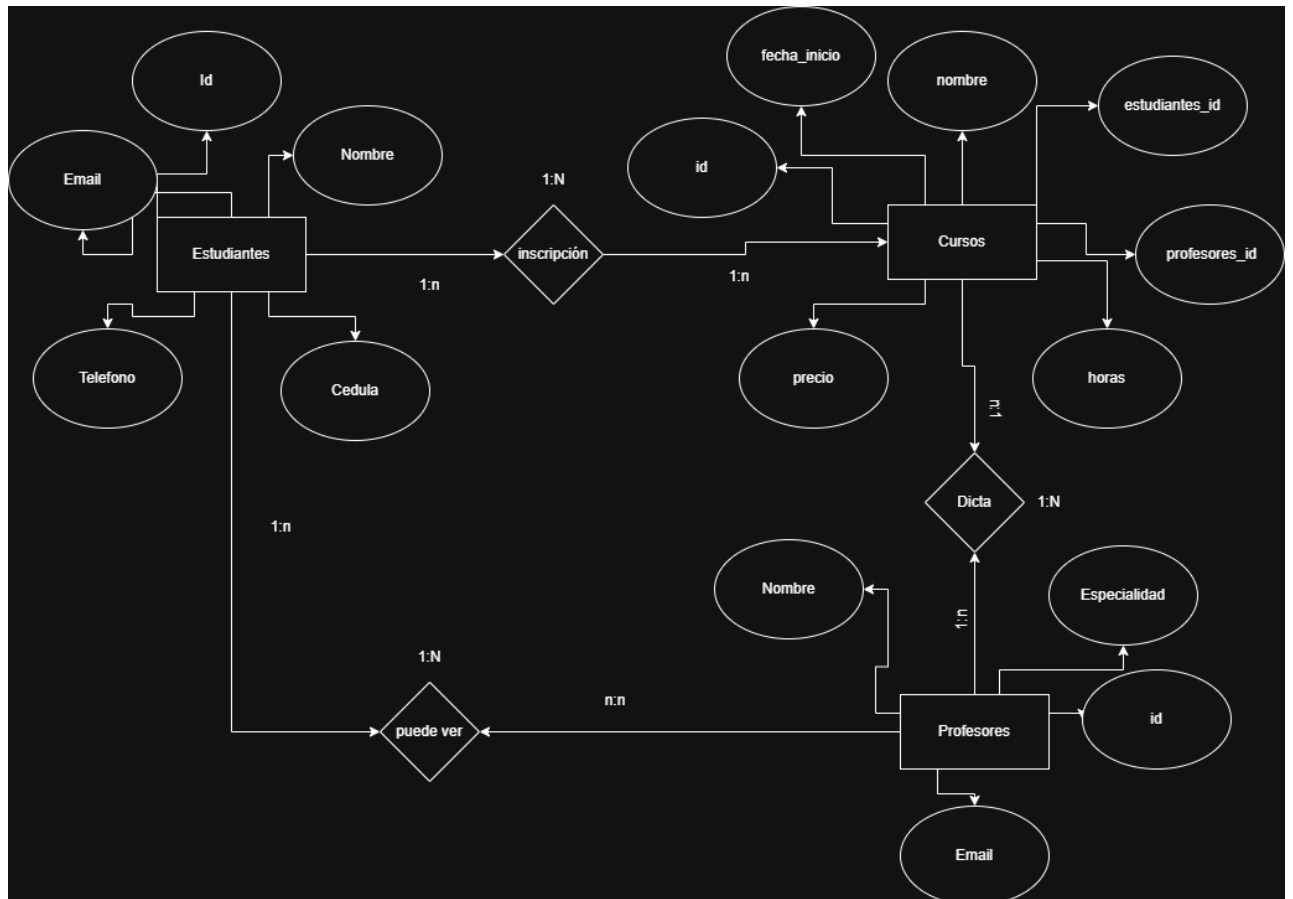 fecha_inicio
nombre
Id
estudiantes_id
Nombre
id
Email
1:N
Cursos
Estudiantes
inscripción
profesores_id
1:n
1:n
Telefono
precio
horas
Cedula
n:1
Dicta
1:N
1:n
Nombre
Especialidad
1:n
1:N
n:n
id
puede ver
Profesores
Email